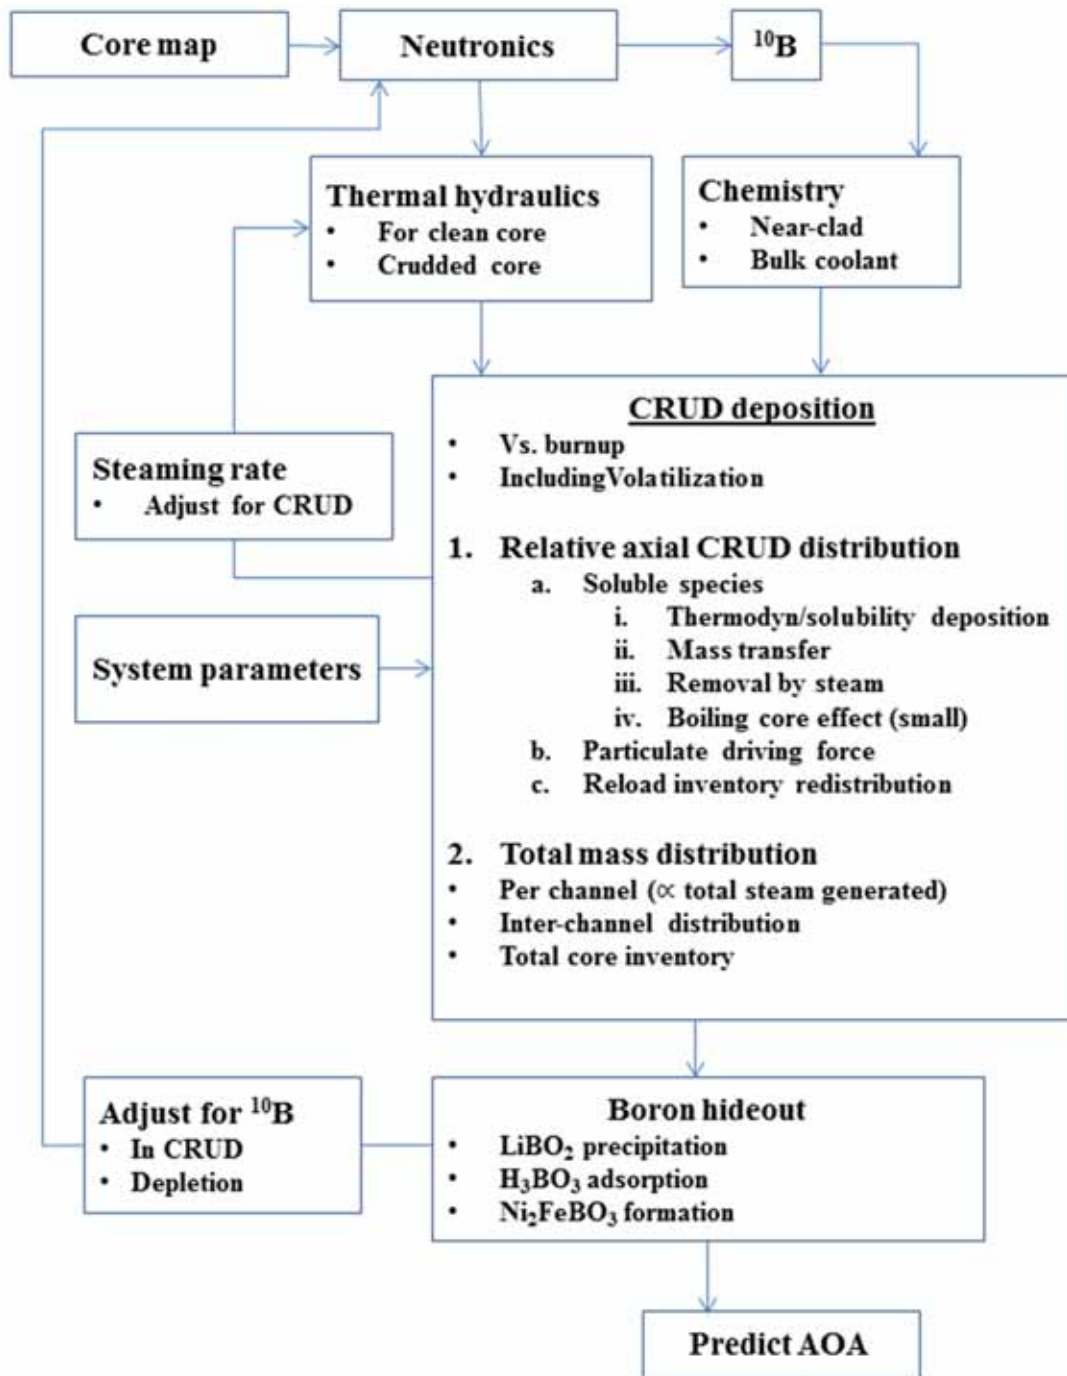 Core map
Neutronics
¹⁰B
Thermal hydraulics
• For clean core
• Crudded core
Chemistry
• Near-clad
• Bulk coolant
Steaming rate
• Adjust for CRUD
System parameters
CRUD deposition
• Vs. burnup
• IncludingVolatilization
1. Relative axial CRUD distribution
a. Soluble species
i. Thermodyn/solubility deposition
ii. Mass transfer
iii. Removal by steam
iv. Boiling core effect (small)
b. Particulate driving force
c. Reload inventory redistribution
2. Total mass distribution
• Per channel (∝ total steam generated)
• Inter-channel distribution
• Total core inventory
Adjust for ¹⁰B
• In CRUD
• Depletion
Boron hideout
• LiBO₂ precipitation
• H₃BO₃ adsorption
• Ni₂FeBO₃ formation
Predict AOA